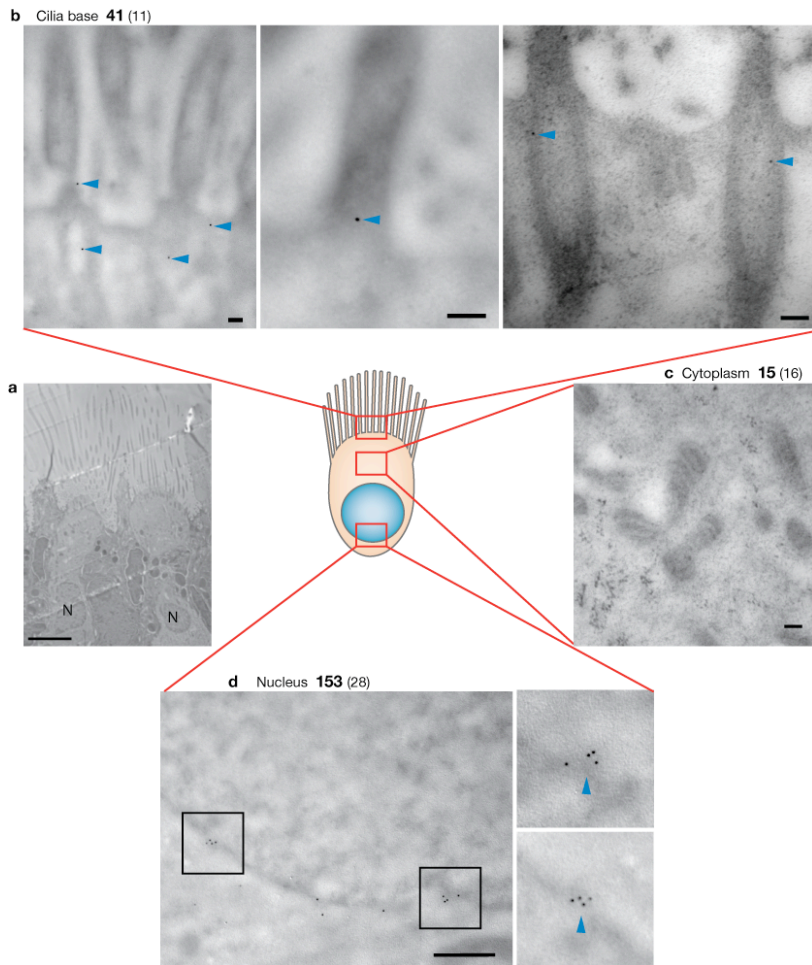 b Cilia base 41 (11)
a
c Cytoplasm 15 (16)
N
N
d Nucleus 153 (28)